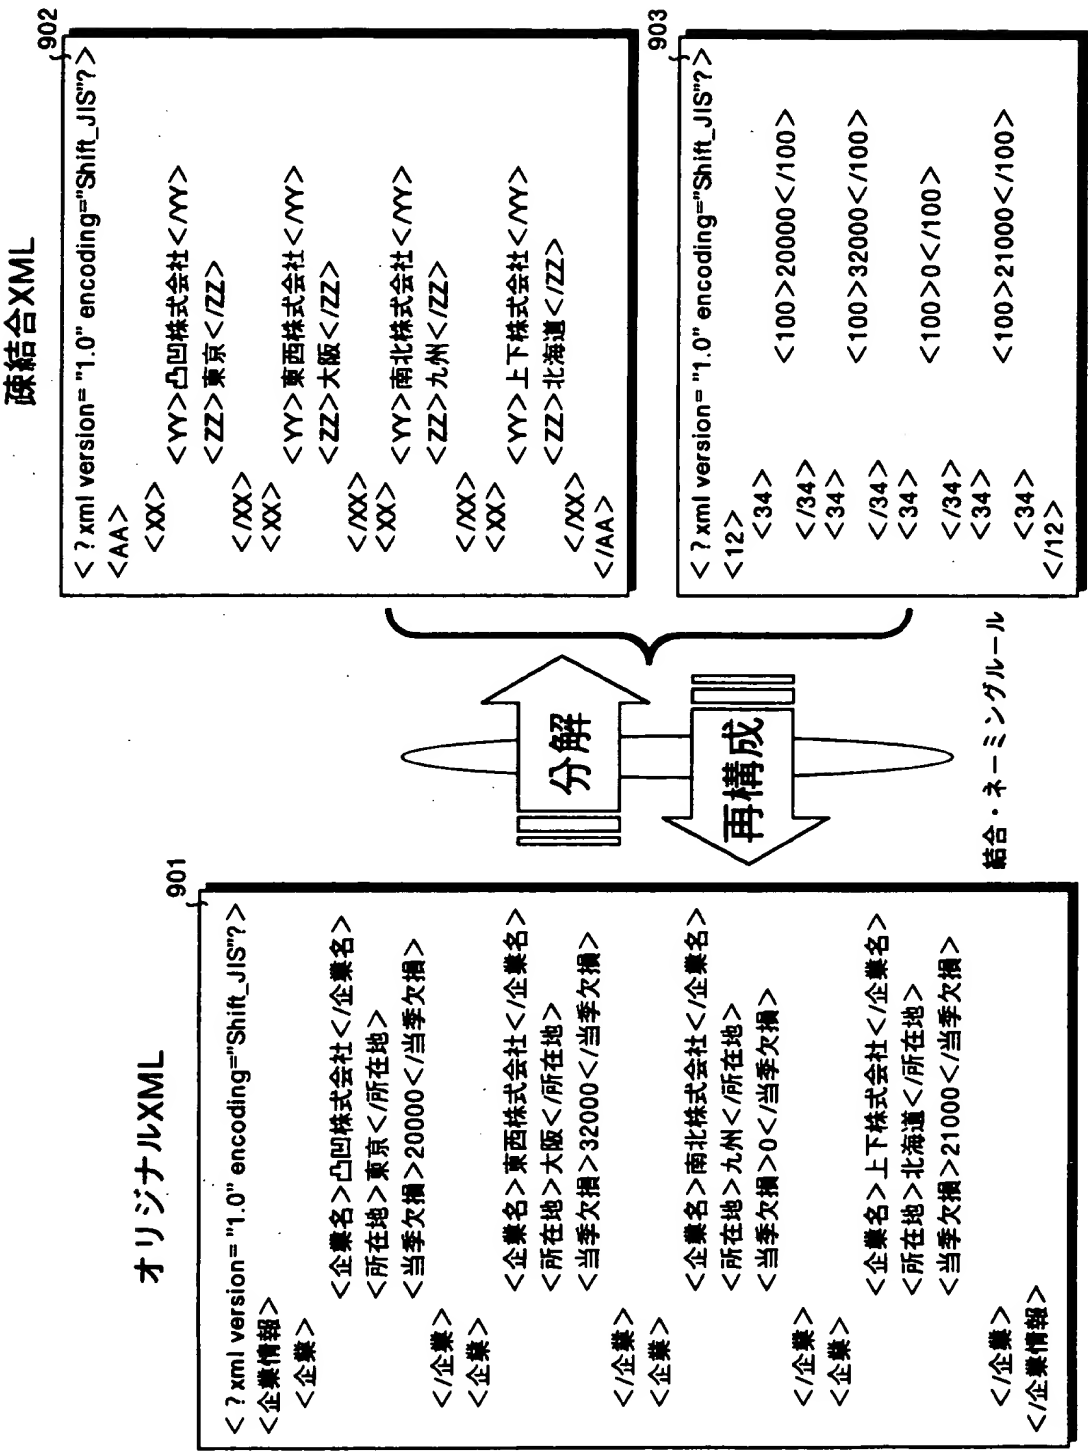 オリジナルXML
901
<?xml version="1.0" encoding="Shift_JIS"?>
<企業情報>
<企業>
<企業名>凸凹株式会社</企業名>
<所在地>東京</所在地>
<当季欠損>20000</当季欠損>
</企業>
<企業>
<企業名>東西株式会社</企業名>
<所在地>大阪</所在地>
<当季欠損>32000</当季欠損>
</企業>
<企業>
<企業名>南北株式会社</企業名>
<所在地>九州</所在地>
<当季欠損>0</当季欠損>
</企業>
<企業>
<企業名>上下株式会社</企業名>
<所在地>北海道</所在地>
<当季欠損>21000</当季欠損>
</企業>
</企業情報>
分解
再構成
結合・ネーミングルール
疎結合XML
902
<?xml version="1.0" encoding="Shift_JIS"?>
<AA>
<XX>
<YY>凸凹株式会社</YY>
<ZZ>東京</ZZ>
</XX>
<XX>
<YY>東西株式会社</YY>
<ZZ>大阪</ZZ>
</XX>
<XX>
<YY>南北株式会社</YY>
<ZZ>九州</ZZ>
</XX>
<XX>
<YY>上下株式会社</YY>
<ZZ>北海道</ZZ>
</XX>
</AA>
903
<?xml version="1.0" encoding="Shift_JIS"?>
<12>
<34>
<100>20000</100>
</34>
<34>
<100>32000</100>
</34>
<34>
<100>0</100>
</34>
<34>
<100>21000</100>
<34>
</12>